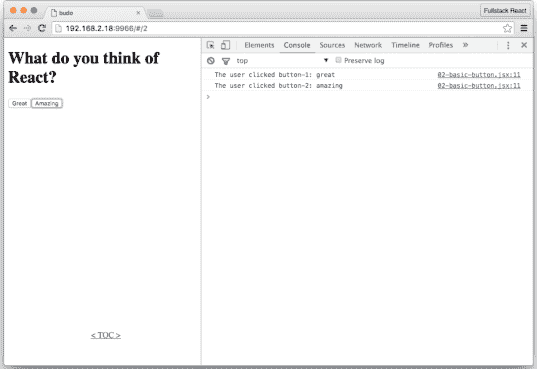 budo
Fullstack React
192.168.2.18:9966/#/2
What do you think of
React?
Great Amazing
< TOC >
Elements Console Sources Network Timeline Profiles »
top Preserve log
The user clicked button-1: great 02-basic-button.jsx:11
The user clicked button-2: amazing 02-basic-button.jsx:11
>